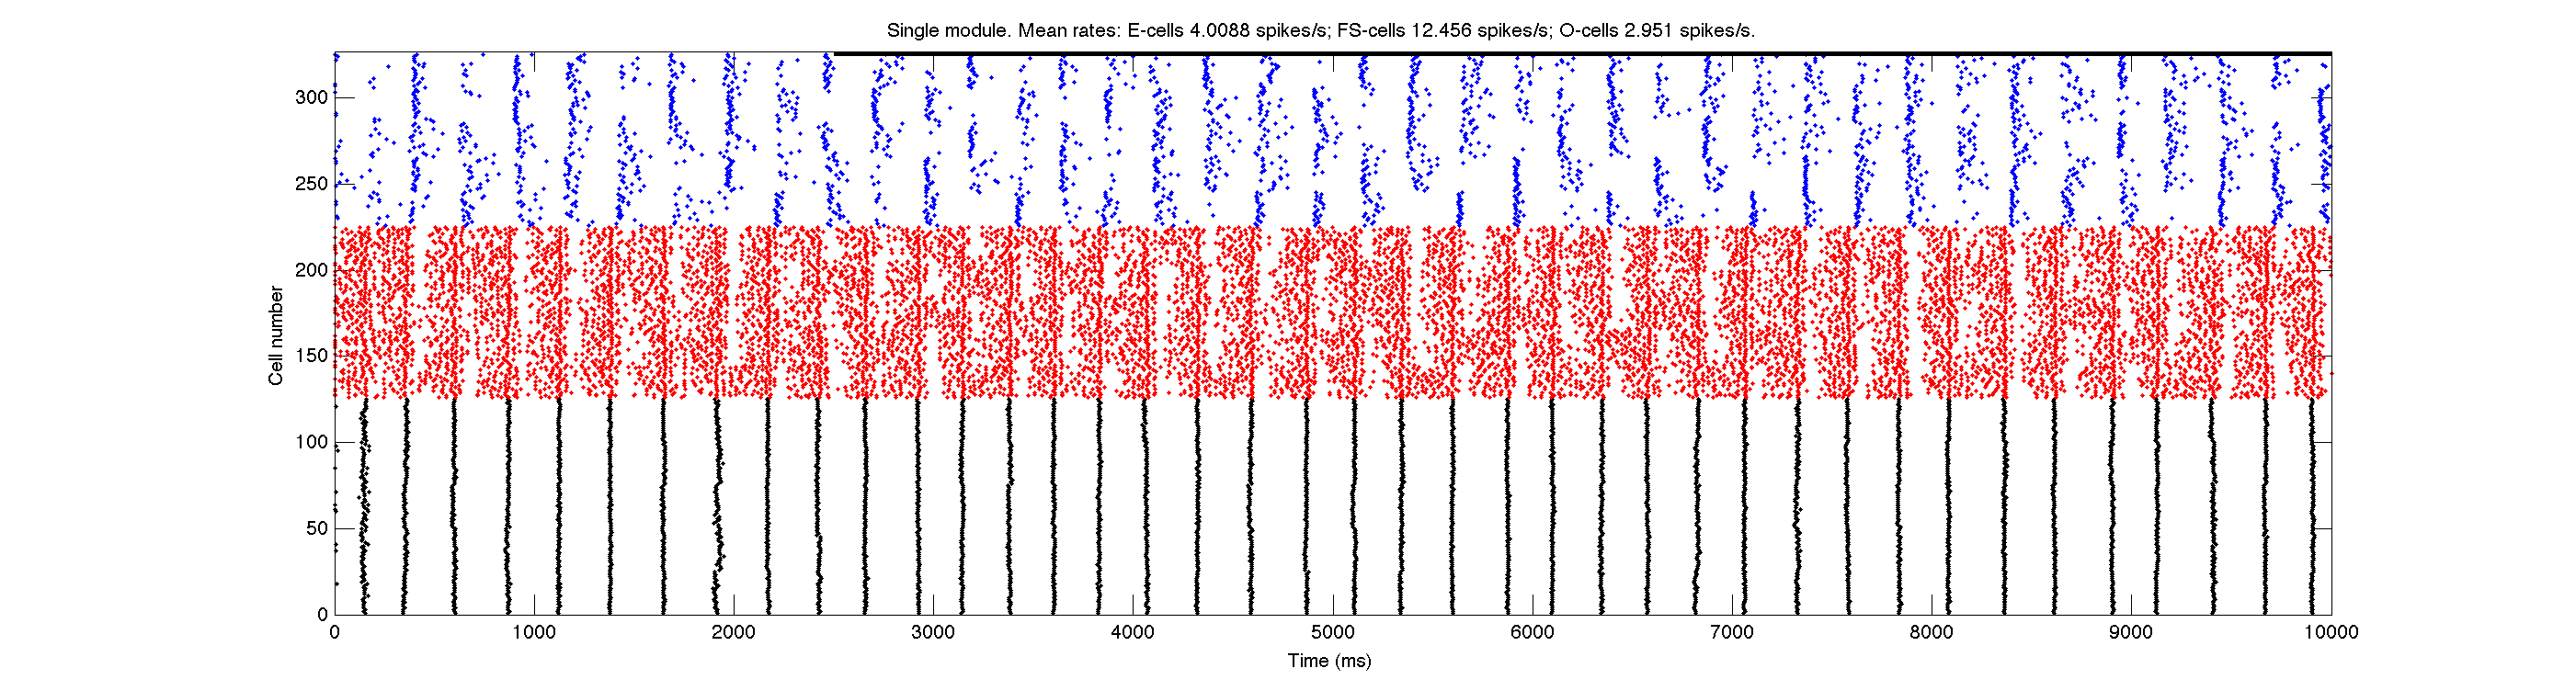 Single module. Mean rates: E-cells 4.0088 spikes/s; FS-cells 12.456 spikes/s; O-cells 2.951 spikes/s.
300
250
200
150
100
50
0
Cell number
0 1000 2000 3000 4000 5000 6000 7000 8000 9000 10000
Time (ms)